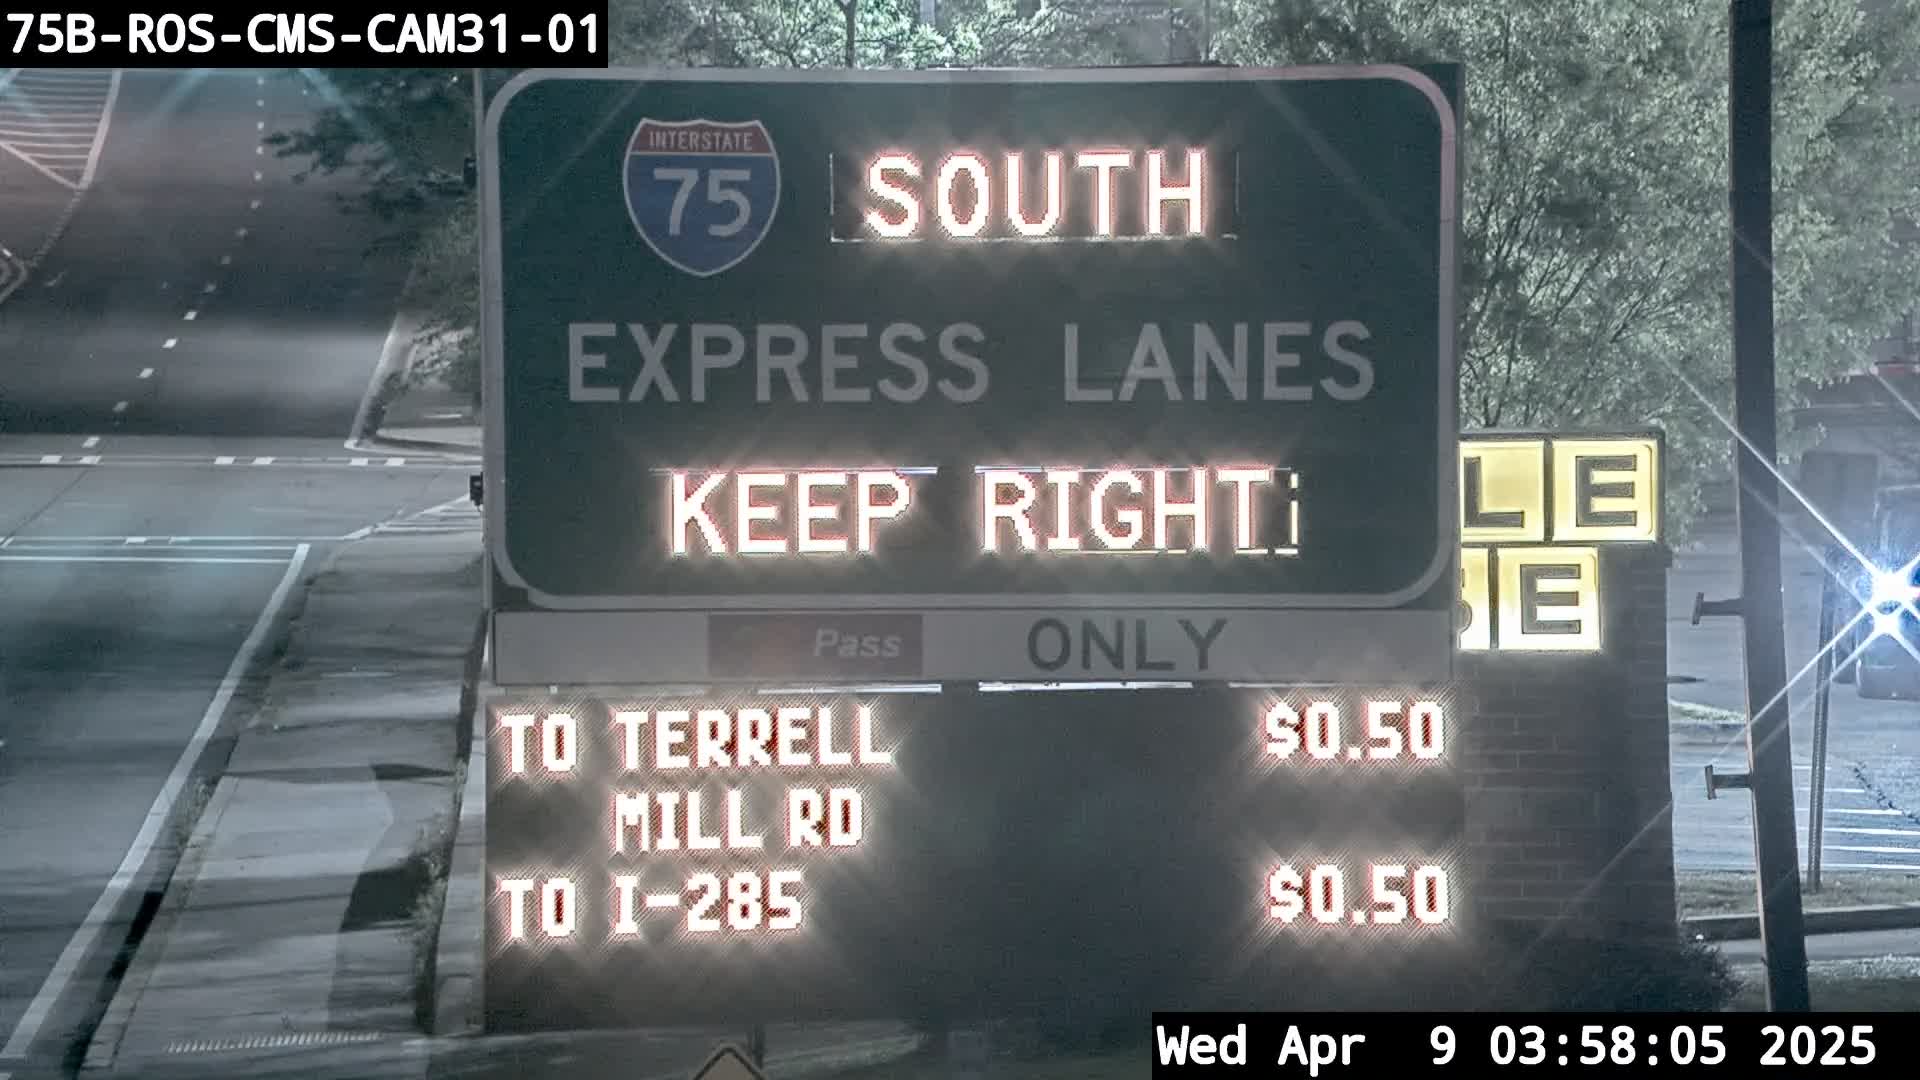 75B-ROS-CMS-CAM31-01
INTERSTATE
75
SOUTH
EXPRESS LANES
KEEP RIGHT
Pass ONLY
TO TERRELL $0.50
MILL RD
TO I-285 $0.50
LE
E
Wed Apr 9 03:58:05 2025